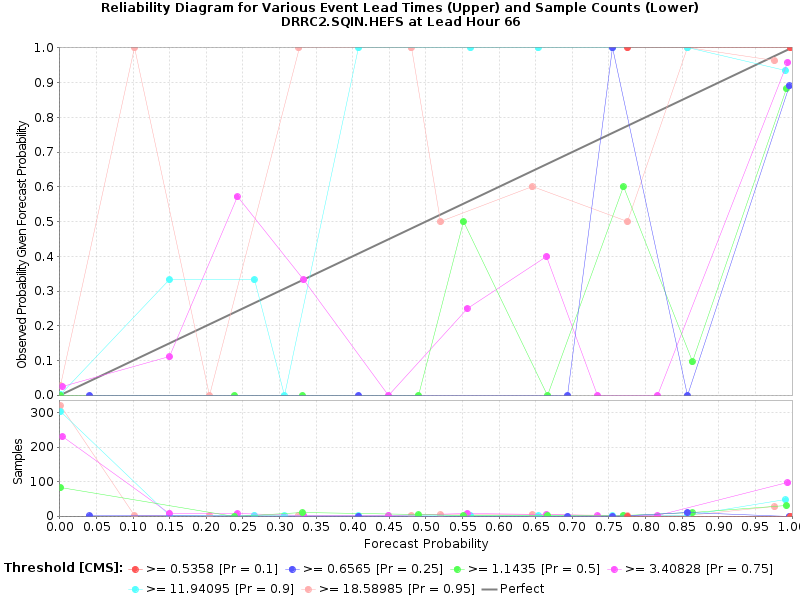 Reliability Diagram for Various Event Lead Times (Upper) and Sample Counts (Lower)
DRRC2.SQIN.HEFS at Lead Hour 66
Observed Probability Given Forecast Probability
1.0
0.9
0.8
0.7
0.6
0.5
0.4
0.3
0.2
0.1
0.0
Samples
300
200
100
0
0.00 0.05 0.10 0.15 0.20 0.25 0.30 0.35 0.40 0.45 0.50 0.55 0.60 0.65 0.70 0.75 0.80 0.85 0.90 0.95 1.00
Forecast Probability
Threshold [CMS]: >= 0.5358 [Pr = 0.1] >= 0.6565 [Pr = 0.25] >= 1.1435 [Pr = 0.5] >= 3.40828 [Pr = 0.75]
>= 11.94095 [Pr = 0.9] >= 18.58985 [Pr = 0.95] Perfect